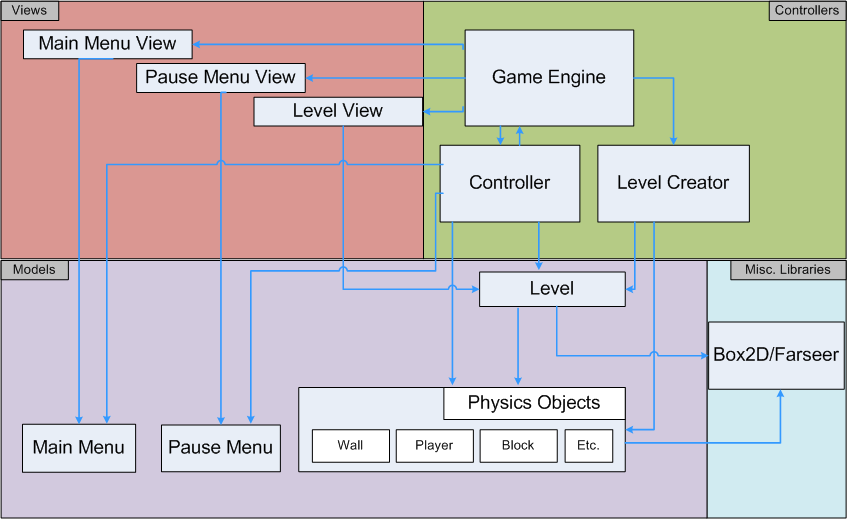 Views
Controllers
Main Menu View
Pause Menu View
Level View
Game Engine
Controller
Level Creator
Models
Misc. Libraries
Level
Box2D/Farseer
Physics Objects
Wall
Player
Block
Etc.
Main Menu
Pause Menu